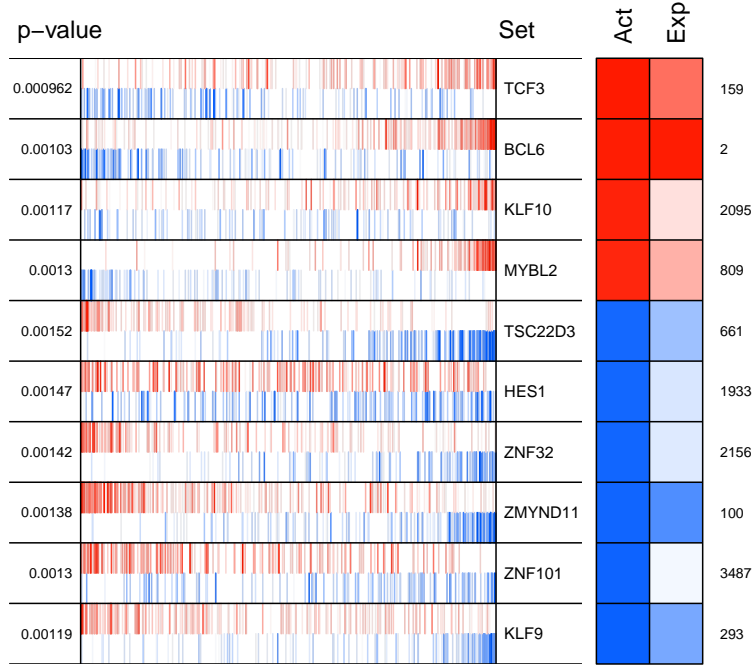 p−value Set Act Exp
0.000962 TCF3 159
0.00103 BCL6 2
0.00117 KLF10 2095
0.0013 MYBL2 809
0.00152 TSC22D3 661
0.00147 HES1 1933
0.00142 ZNF32 2156
0.00138 ZMYND11 100
0.0013 ZNF101 3487
0.00119 KLF9 293